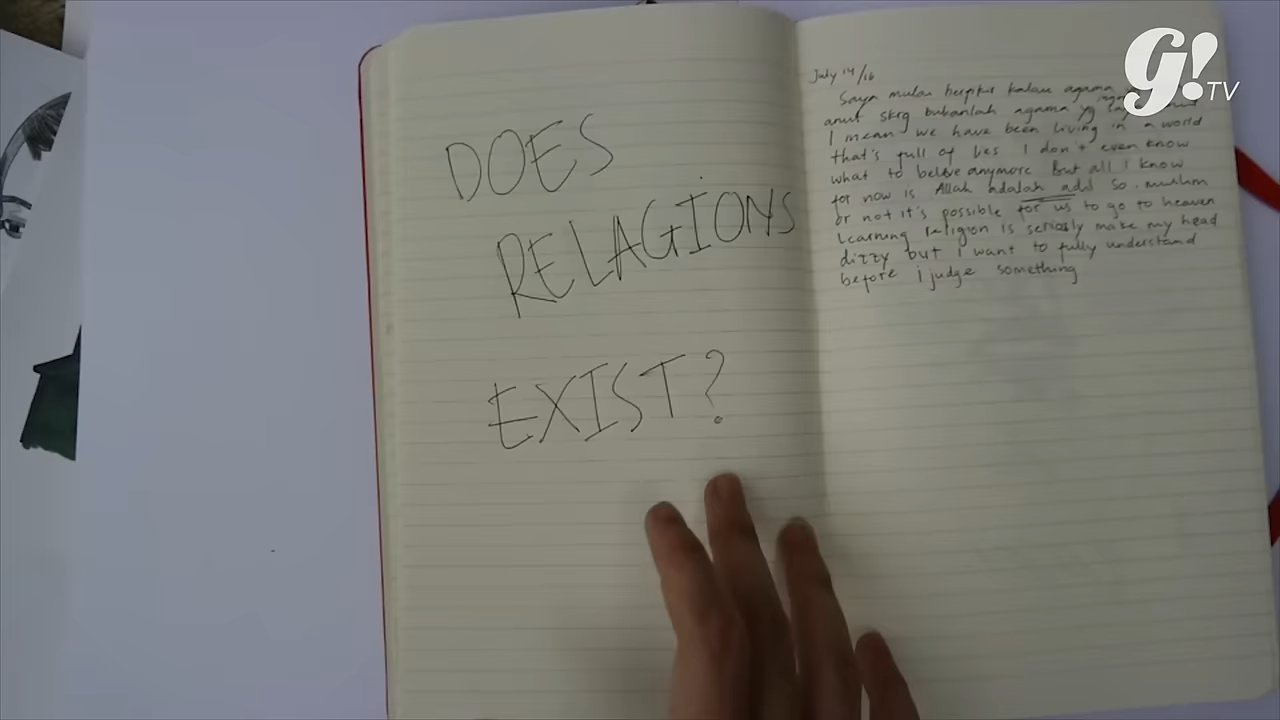 DOES
RELAGIONS
EXIST?
July 14/16
Saya mulai berpkir kalau agama
anut skrg bukanlah agama yg
I mean we have been living in a world
that's full of lies I don't even know
what to beleve anymore But all I know
for now is Allah adalah adil so muslim
or not it's possible for us to go to heaven
Learning religion is seriosly make my head
dizzy but I want to fully understand
before i judge something
G! TV